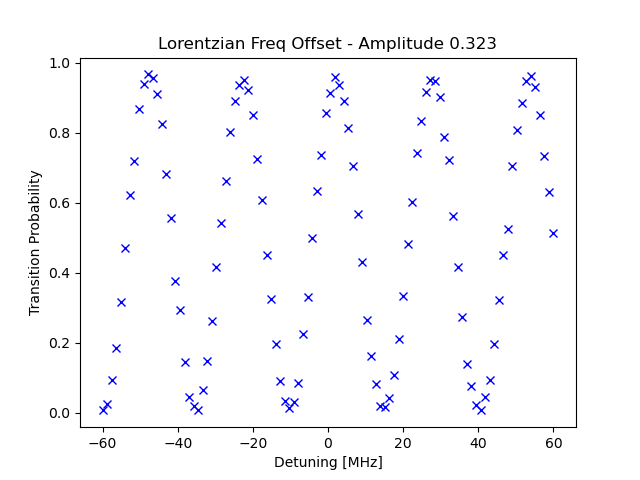 Lorentzian Freq Offset - Amplitude 0.323
1.0
0.8
0.6
0.4
0.2
0.0
Transition Probability
−60 −40 −20 0 20 40 60
Detuning [MHz]